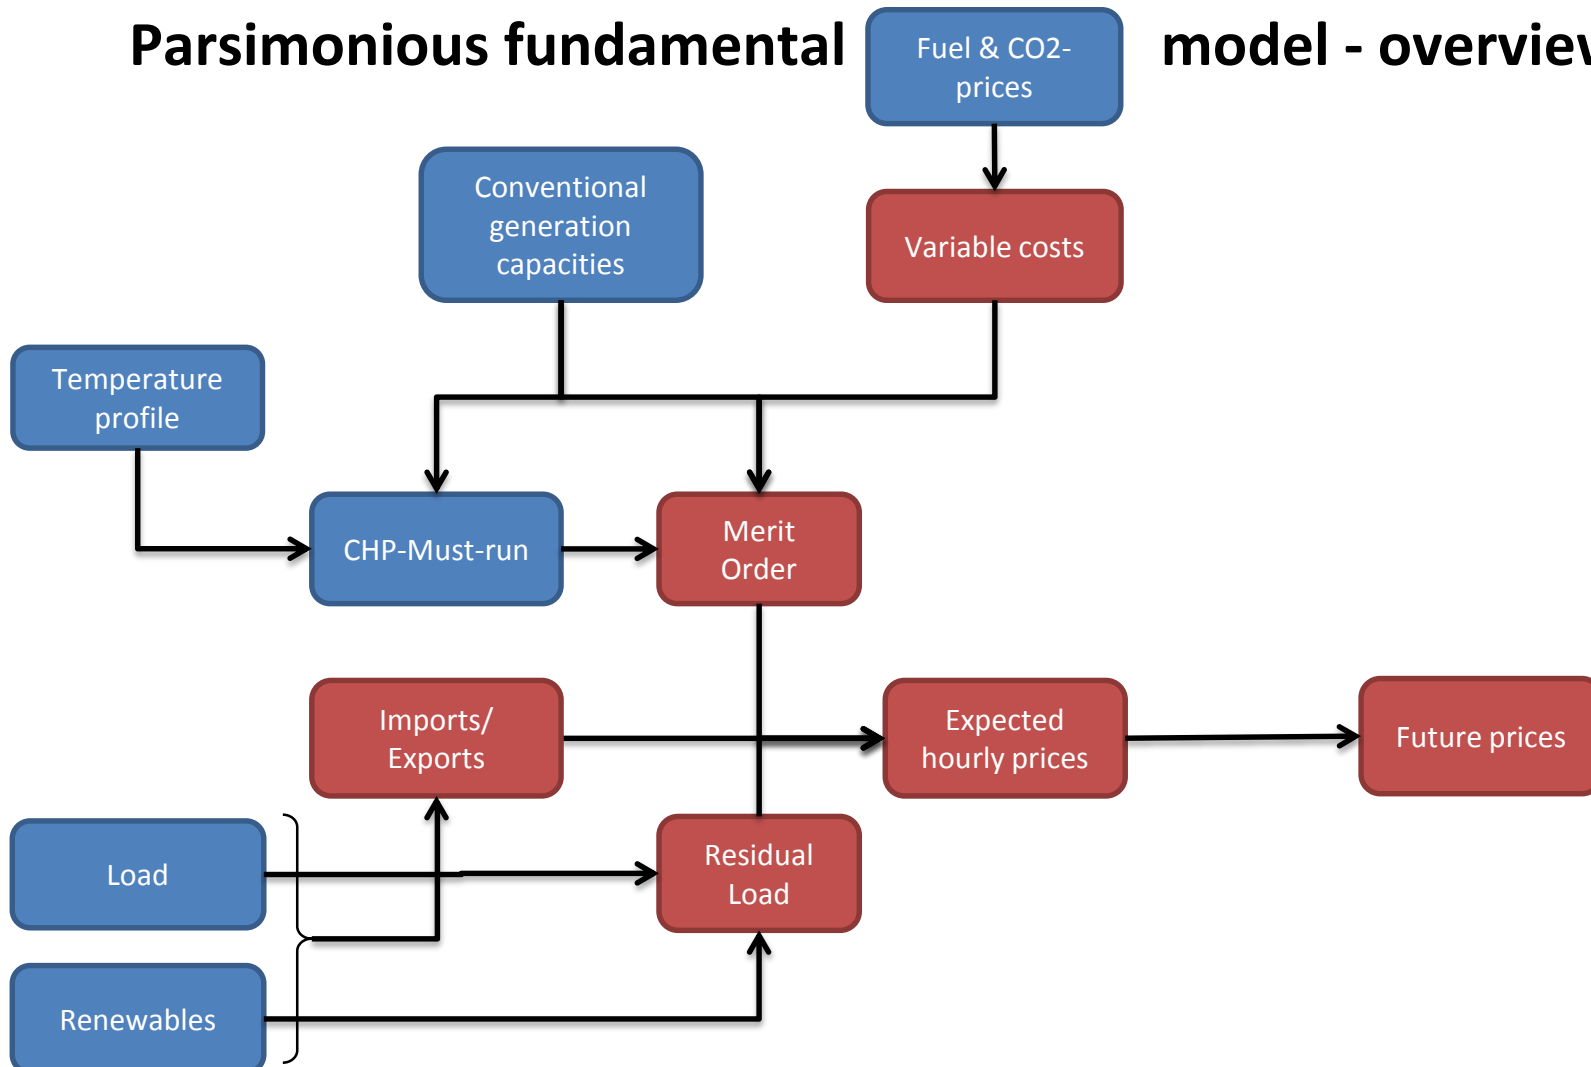 Parsimonious fundamental model - overview
Fuel & CO2-
prices
Conventional
generation
capacities
Variable costs
Temperature
profile
CHP-Must-run
Merit
Order
Imports/
Exports
Expected
hourly prices
Future prices
Load
Residual
Load
Renewables